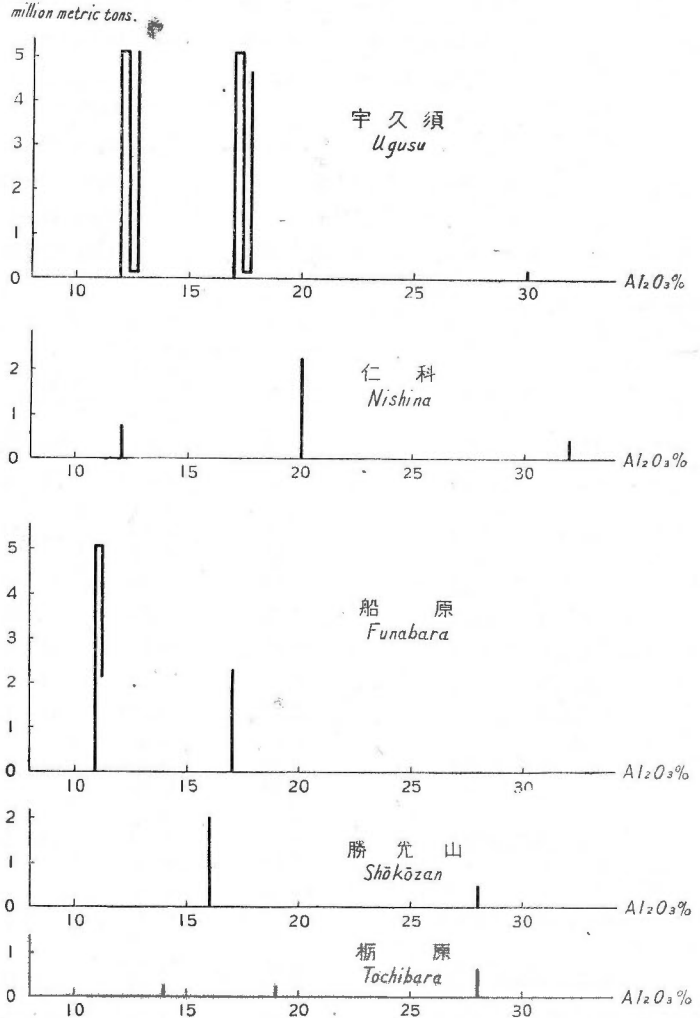 million metric tons.
5
4
3
2
1
0
宇久須
Ugusu
10 15 20 25 30 Al₂O₃%
2
1
0
仁科
Nishina
10 15 20 25 30 Al₂O₃%
5
4
3
2
1
0
船原
Funabara
10 15 20 25 30 Al₂O₃%
2
1
0
勝光山
Shōkōzan
10 15 20 25 30 Al₂O₃%
1
0
栃原
Tochibara
10 15 20 25 30 Al₂O₃%